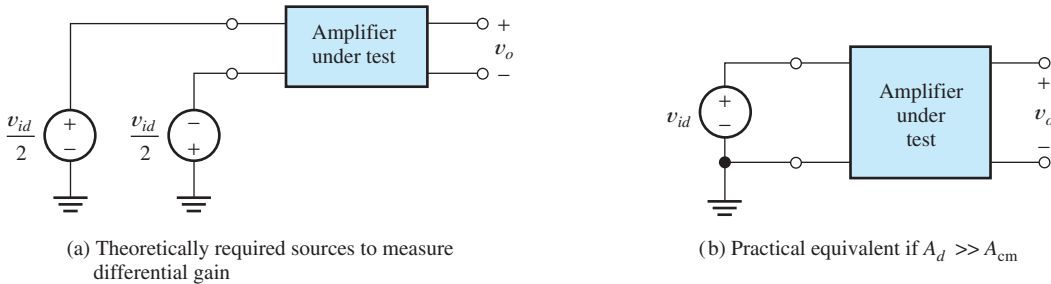 Amplifier
under test
+
v_o
−
v_id/2
+
−
v_id/2
−
+
(a) Theoretically required sources to measure
differential gain
v_id
+
−
Amplifier
under
test
+
v_o
−
(b) Practical equivalent if A_d >> A_cm